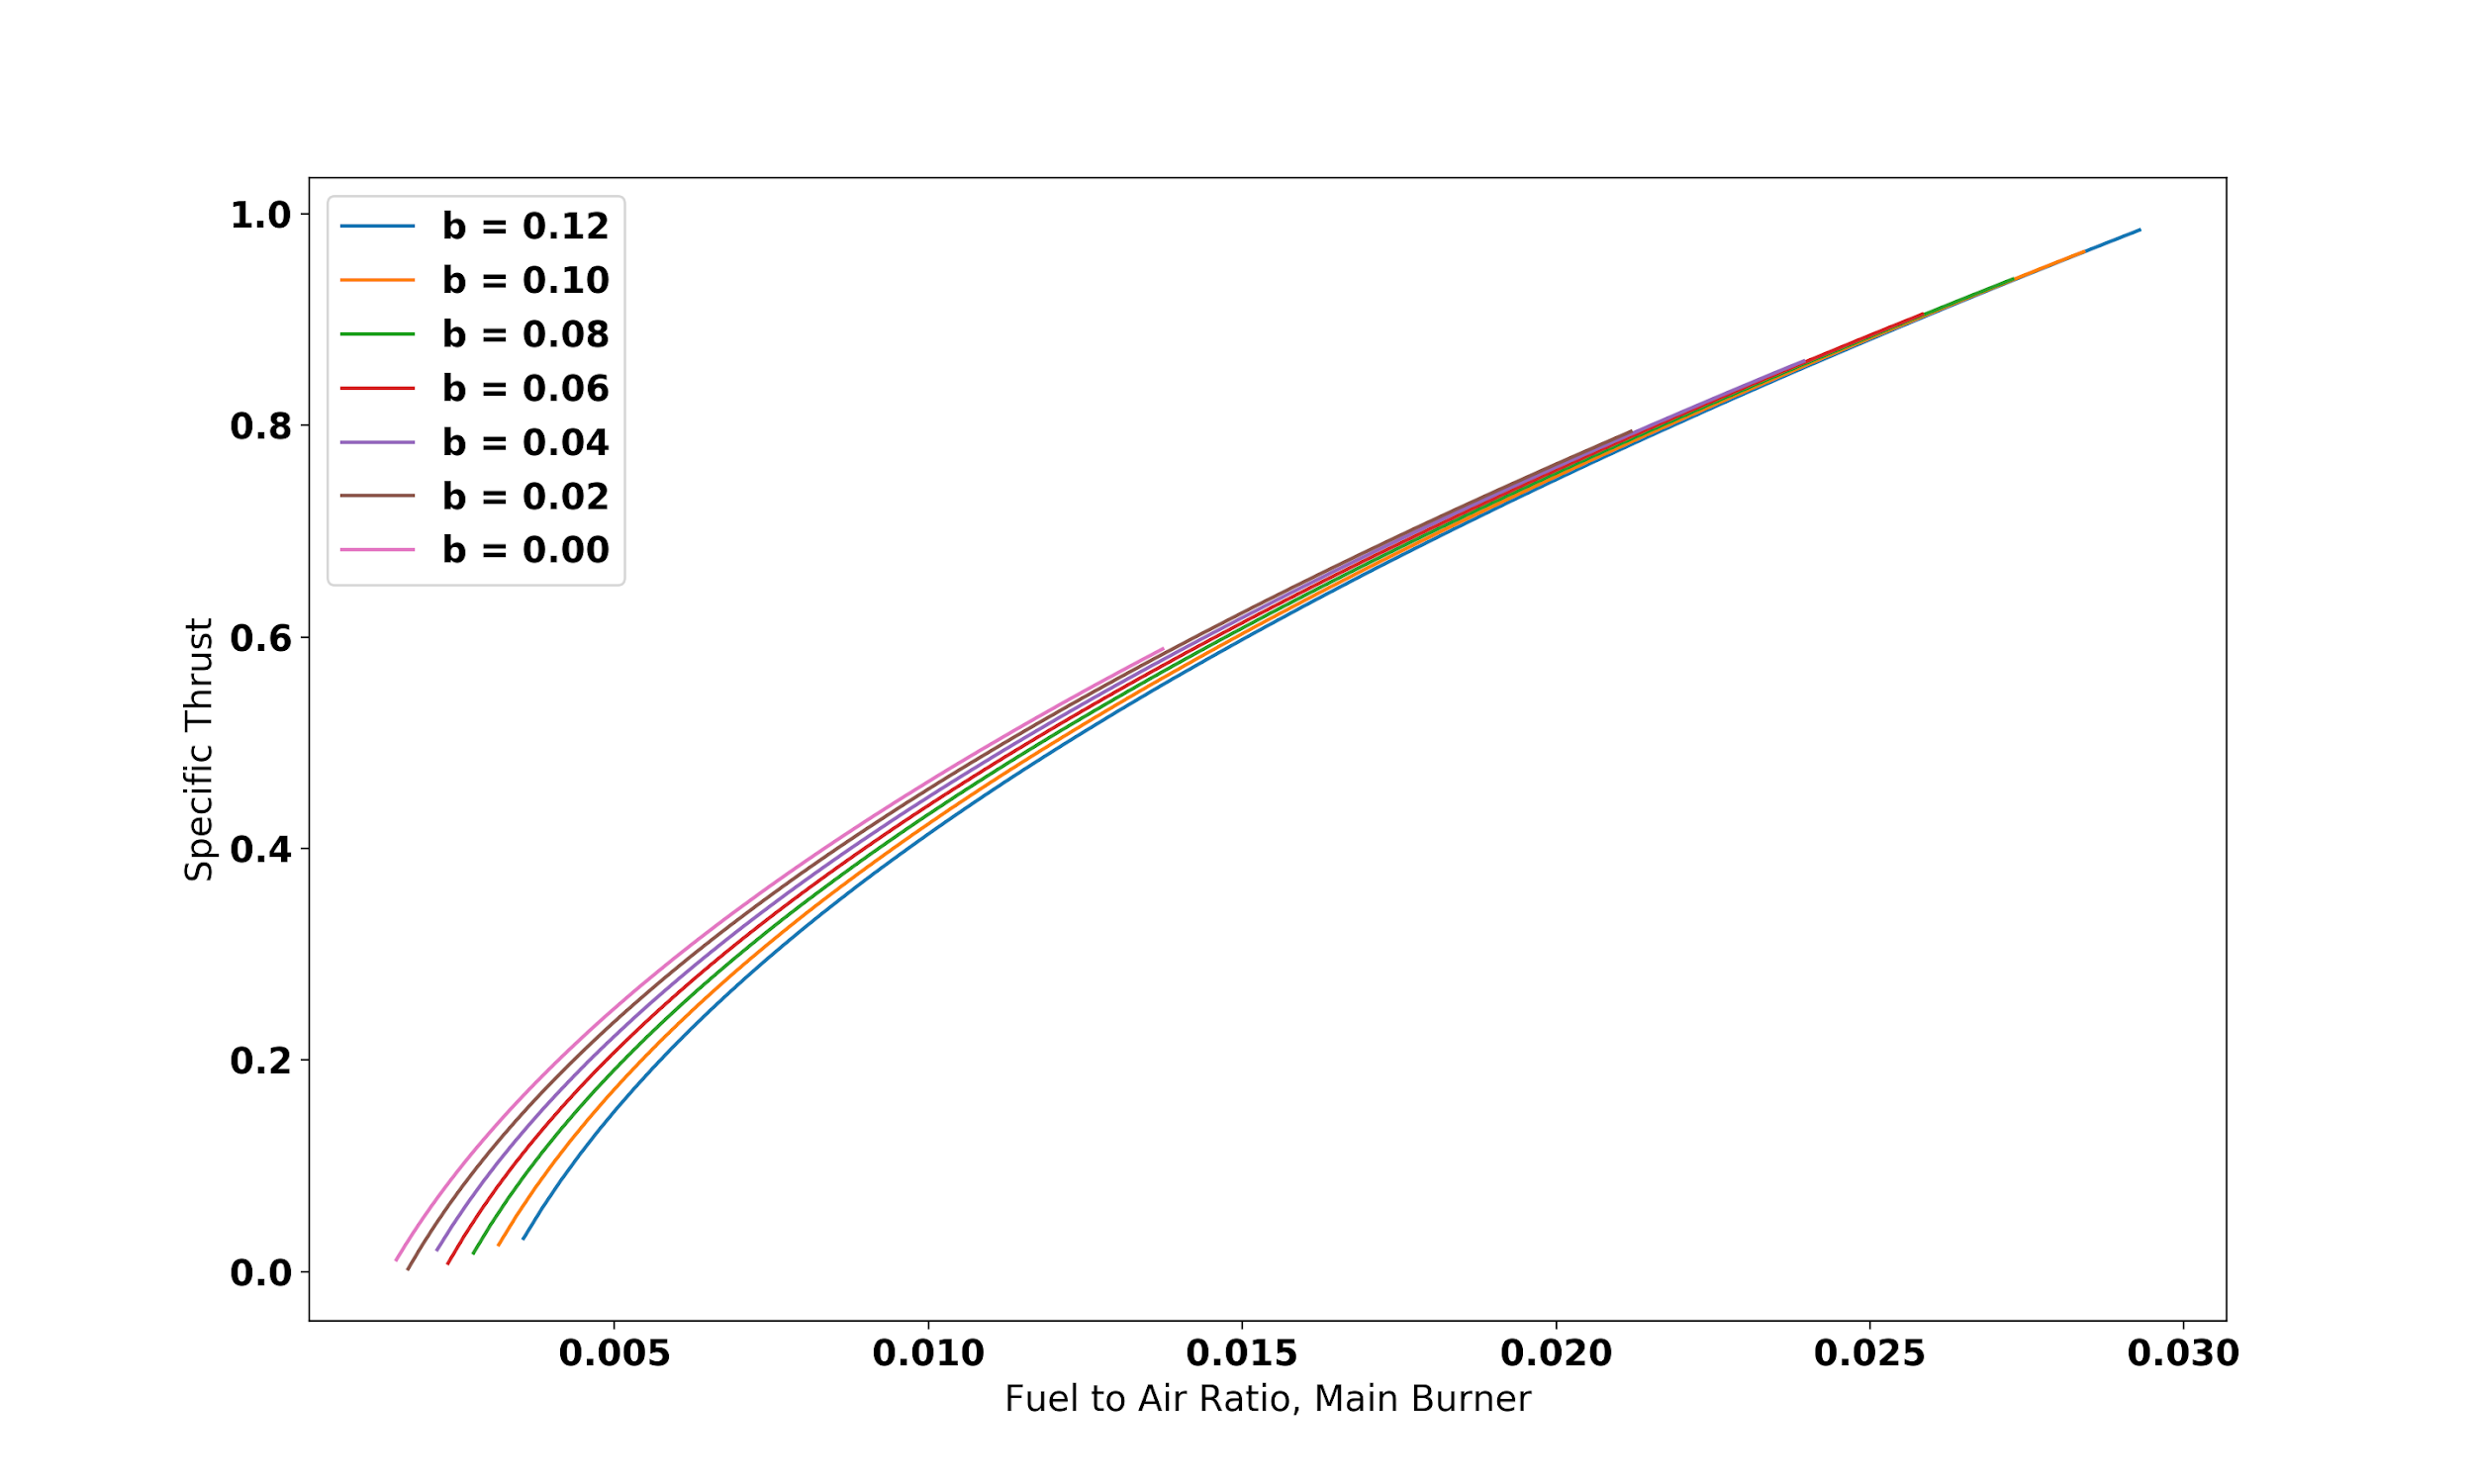 b = 0.12
b = 0.10
b = 0.08
b = 0.06
b = 0.04
b = 0.02
b = 0.00
1.0
0.8
0.6
0.4
0.2
0.0
Specific Thrust
0.005 0.010 0.015 0.020 0.025 0.030
Fuel to Air Ratio, Main Burner